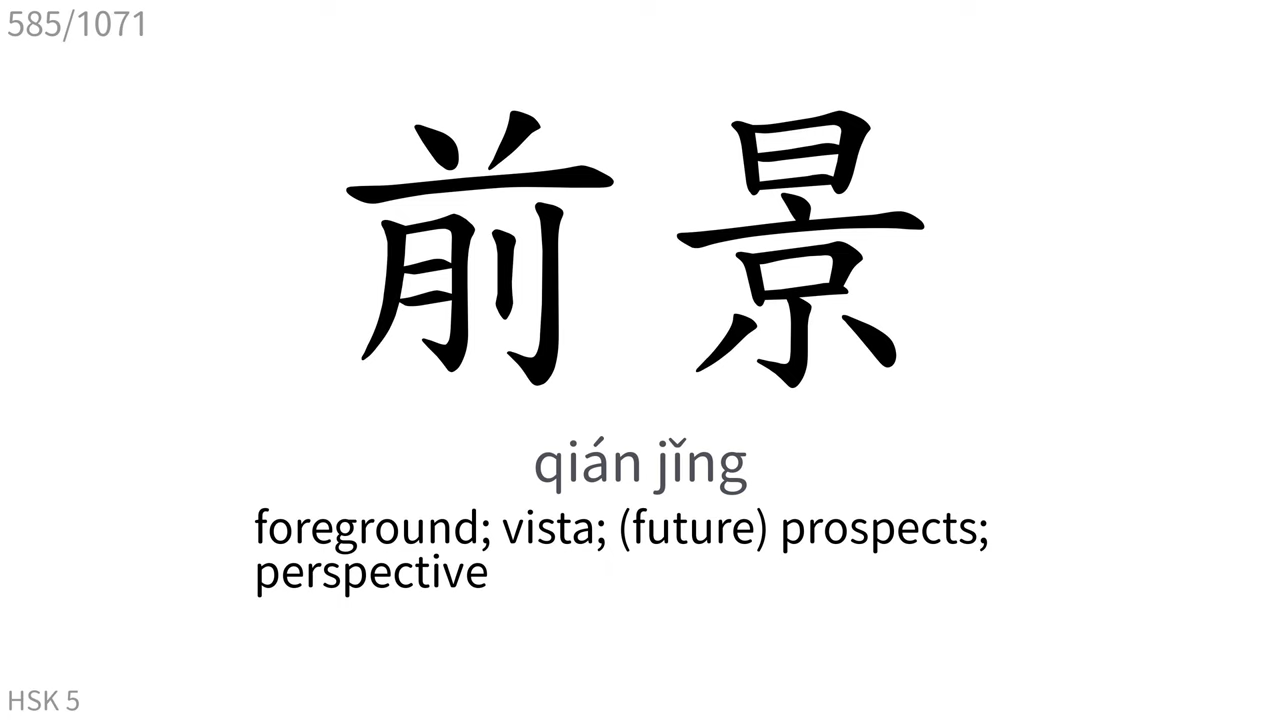 585/1071
前景
qián jǐng
foreground; vista; (future) prospects;
perspective
HSK 5